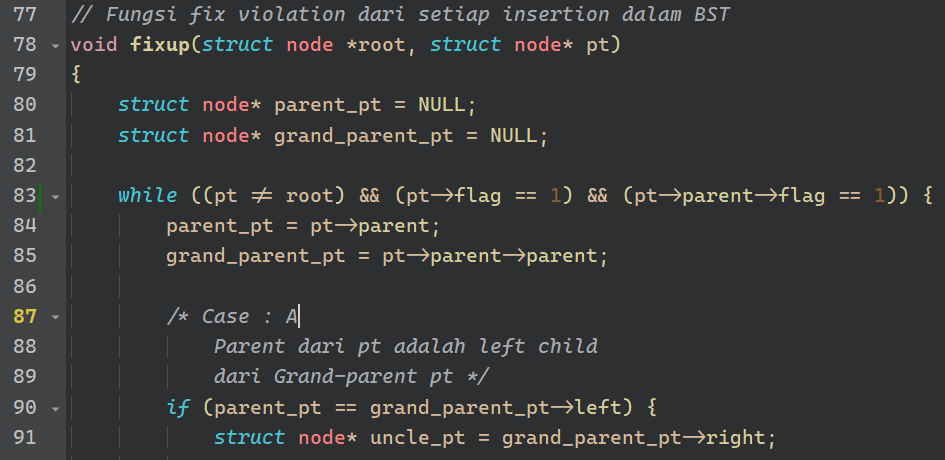 77 // Fungsi fix violation dari setiap insertion dalam BST
78 void fixup(struct node *root, struct node* pt)
79 {
80 struct node* parent_pt = NULL;
81 struct node* grand_parent_pt = NULL;
82
83 while ((pt ≠ root) && (pt→flag == 1) && (pt→parent→flag == 1)) {
84 parent_pt = pt→parent;
85 grand_parent_pt = pt→parent→parent;
86
87 /* Case : A
88 Parent dari pt adalah left child
89 dari Grand-parent pt */
90 if (parent_pt == grand_parent_pt→left) {
91 struct node* uncle_pt = grand_parent_pt→right;